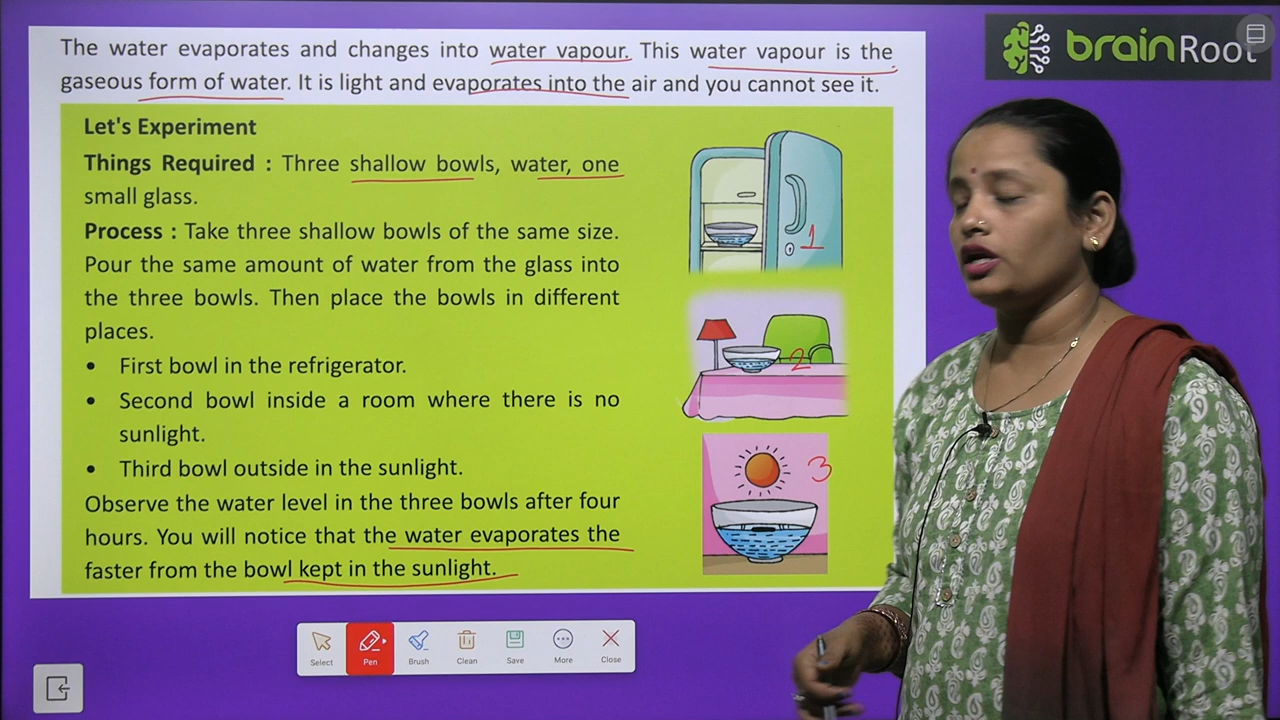 The water evaporates and changes into water vapour. This water vapour is the
gaseous form of water. It is light and evaporates into the air and you cannot see it.
brainRoot
Let's Experiment
Things Required : Three shallow bowls, water, one
small glass.
Process : Take three shallow bowls of the same size.
Pour the same amount of water from the glass into
the three bowls. Then place the bowls in different
places.
• First bowl in the refrigerator.
• Second bowl inside a room where there is no
sunlight.
• Third bowl outside in the sunlight.
Observe the water level in the three bowls after four
hours. You will notice that the water evaporates the
faster from the bowl kept in the sunlight.
1
2
3
Select
Pen
Brush
Clean
Save
More
Close